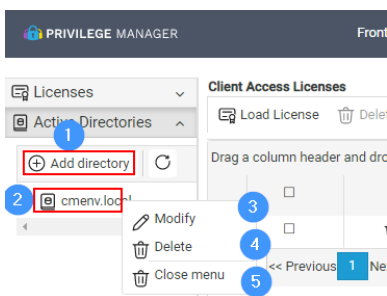 PRIVILEGE MANAGER
Front
Licenses
Client Access Licenses
Active Directories
Load License
Dele
1
Add directory
Drag a column header and dro
2
cmenv.local
3
Modify
4
Delete
<< Previous
1
Ne
5
Close menu